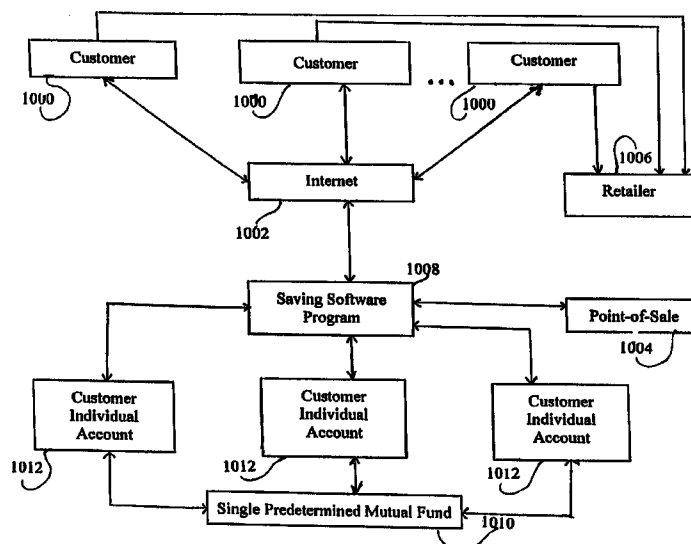 Customer
Customer
Customer
1000
1000
...
1000
1006
Internet
Retailer
1002
1008
Saving Software
Program
Point-of-Sale
1004
Customer
Individual
Account
Customer
Individual
Account
Customer
Individual
Account
1012
1012
1012
Single Predetermined Mutual Fund
1010